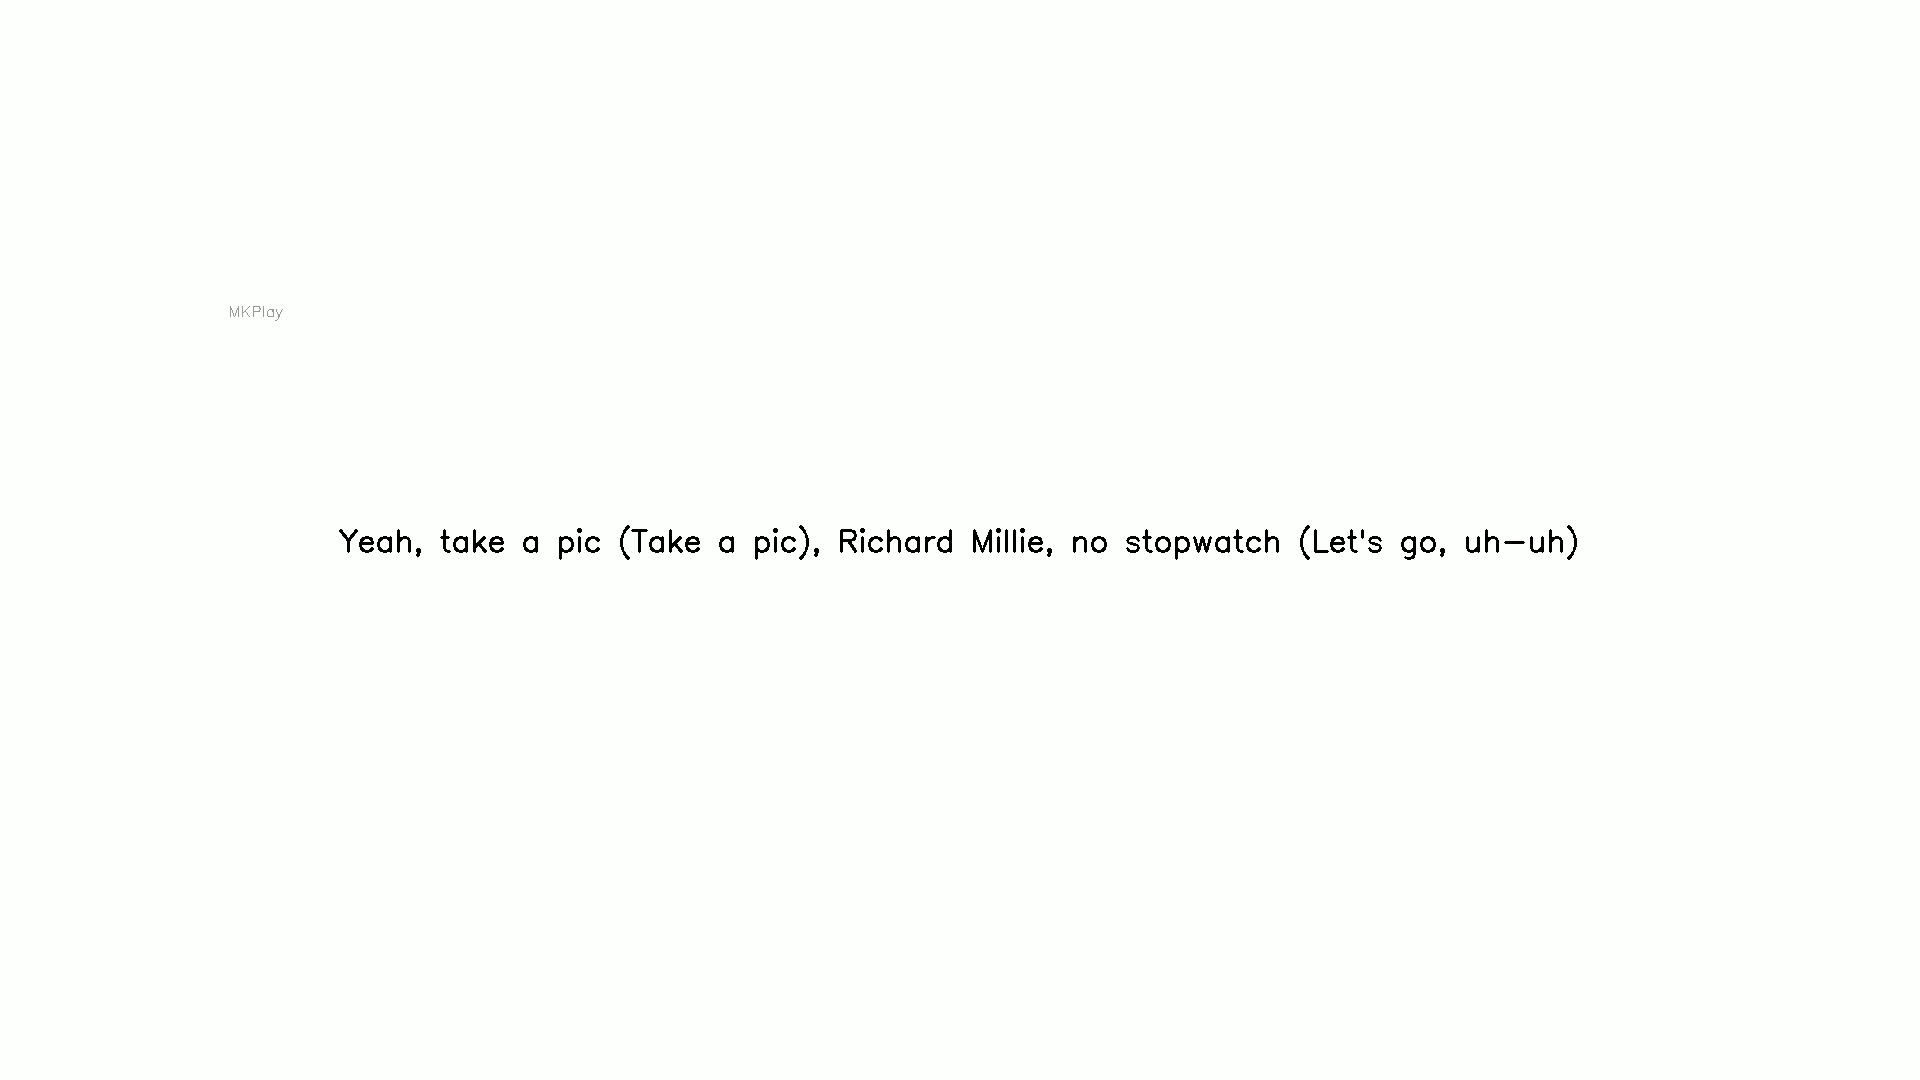 MKPlay
Yeah, take a pic (Take a pic), Richard Millie, no stopwatch (Let's go, uh-uh)